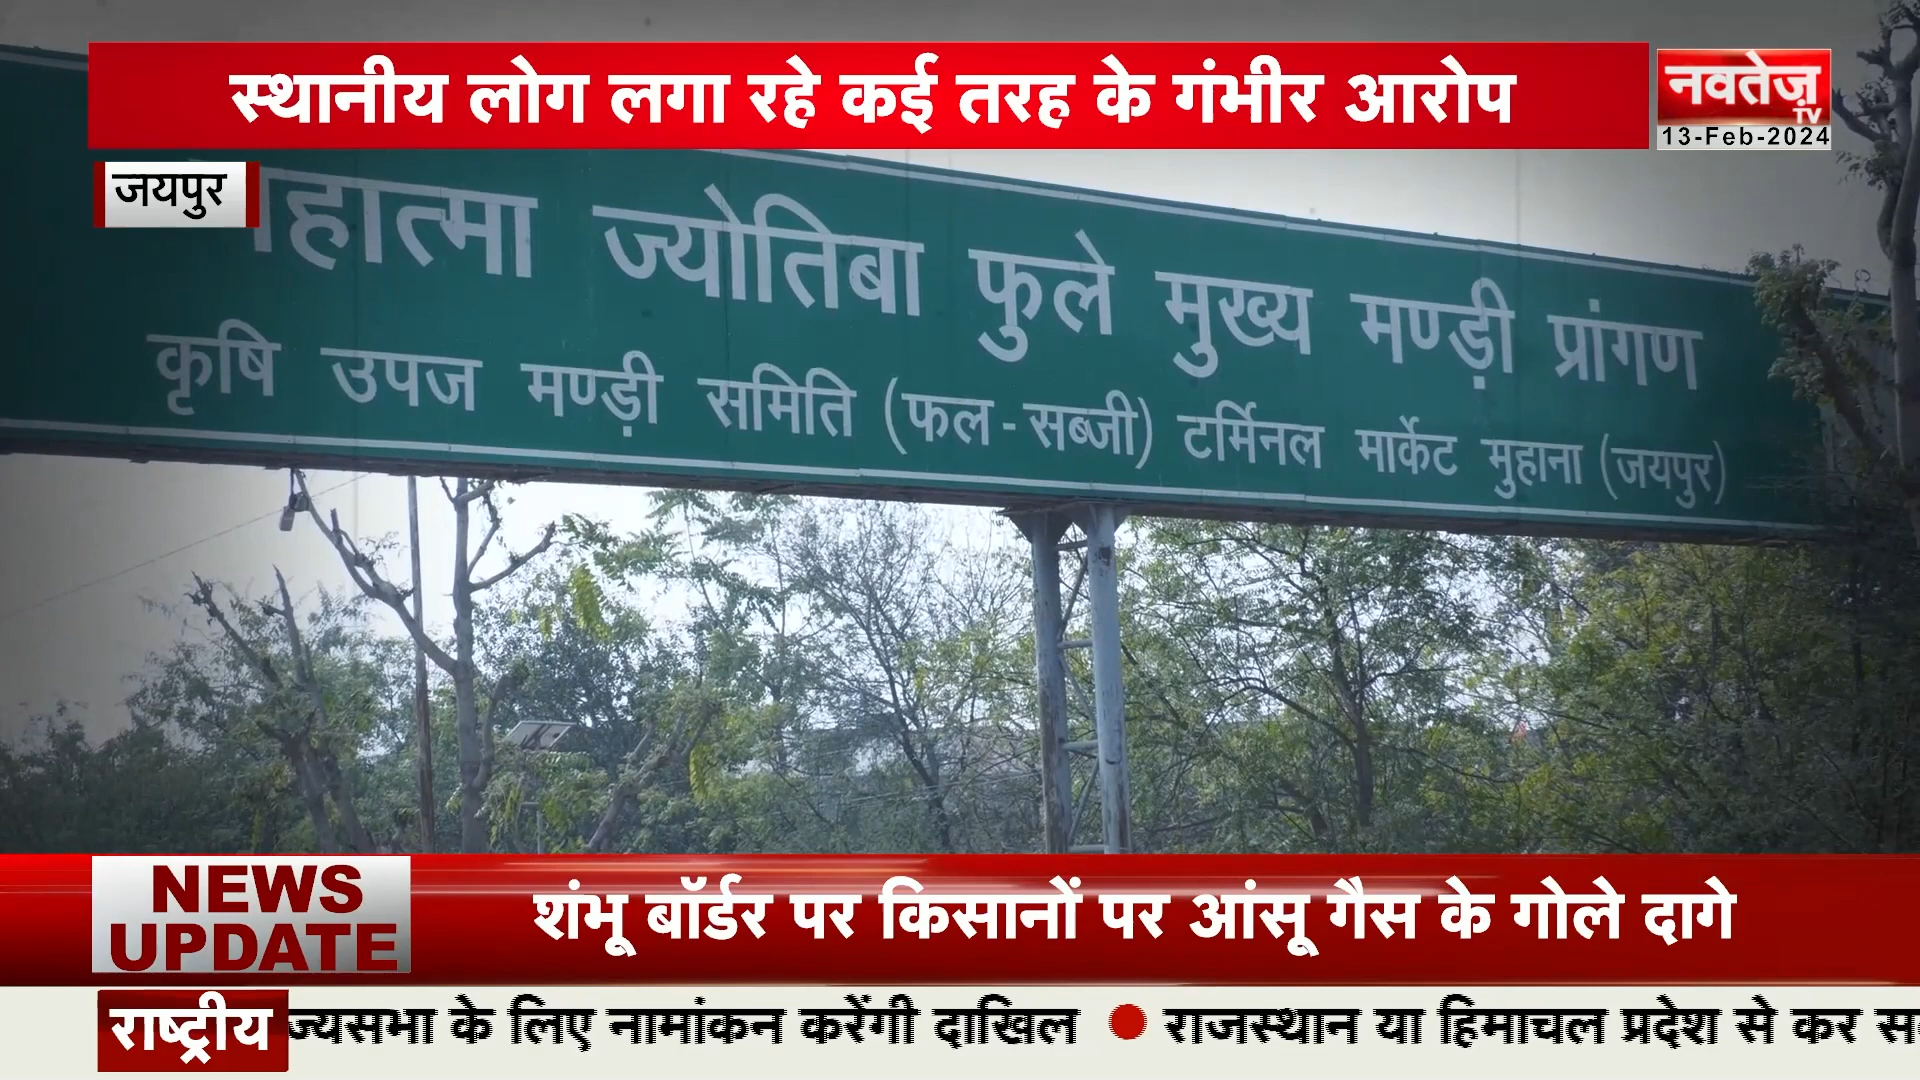 स्थानीय लोग लगा रहे कई तरह के गंभीर आरोप
नवतेज़
TV
13-Feb-2024
जयपुर
ज्योतिबा फुले मुख्य मण्ड़ी प्रांगण
कृषि उपज मण्ड़ी समिति (फल-सब्जी) टर्मिनल मार्केट मुहाना (जयपुर)
NEWS
UPDATE
शंभू बॉर्डर पर किसानों पर आंसू गैस के गोले दागे
राष्ट्रीय
के लिए नामांकन करेंगी दाखिल ● राजस्थान या हिमाचल प्रदेश से कर